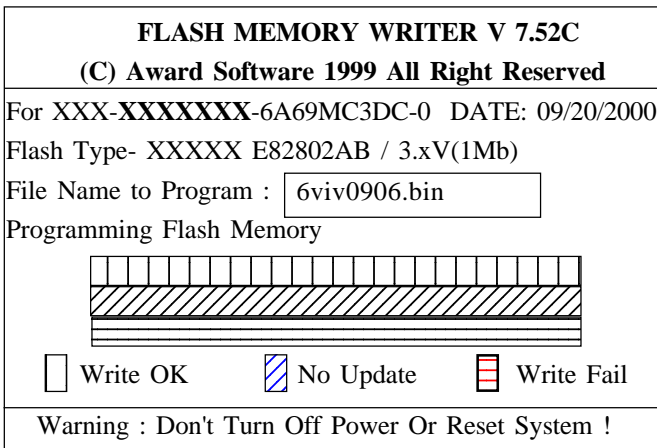 FLASH MEMORY WRITER V 7.52C
(C) Award Software 1999 All Right Reserved
For XXX-XXXXXXX-6A69MC3DC-0 DATE: 09/20/2000
Flash Type- XXXXX E82802AB / 3.xV(1Mb)
File Name to Program : 6viv0906.bin
Programming Flash Memory
Write OK No Update Write Fail
Warning : Don't Turn Off Power Or Reset System !